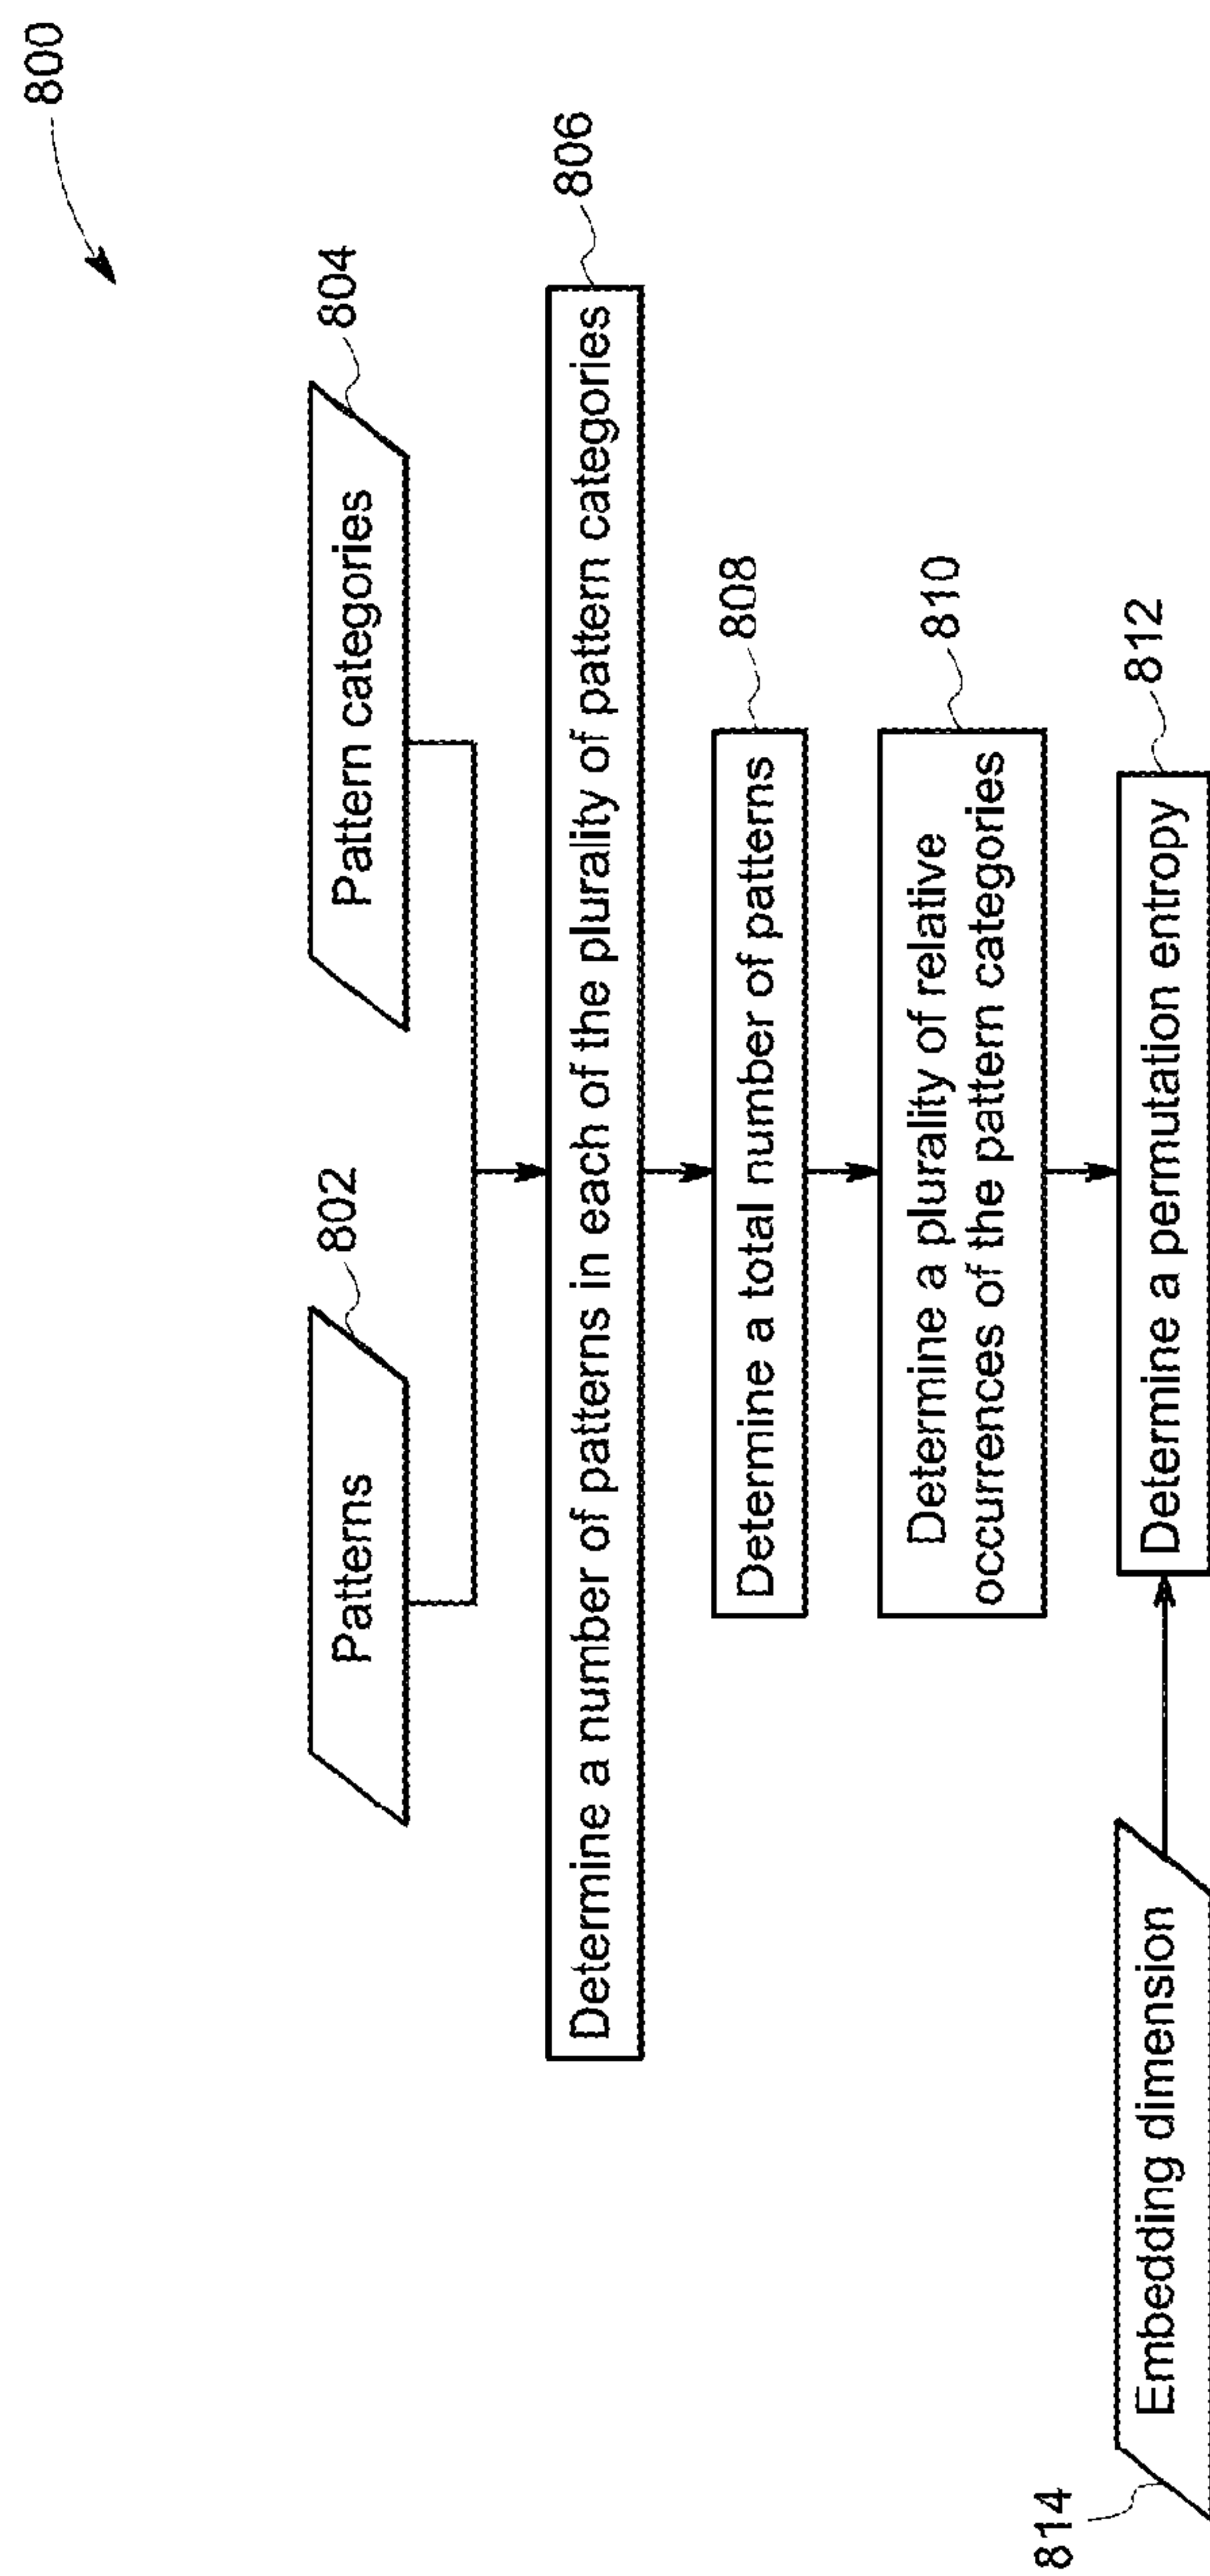 800
802
804
Patterns
Pattern categories
806
Determine a number of patterns in each of the plurality of pattern categories
808
Determine a total number of patterns
810
Determine a plurality of relative
occurrences of the pattern categories
812
814
Embedding dimension
Determine a permutation entropy